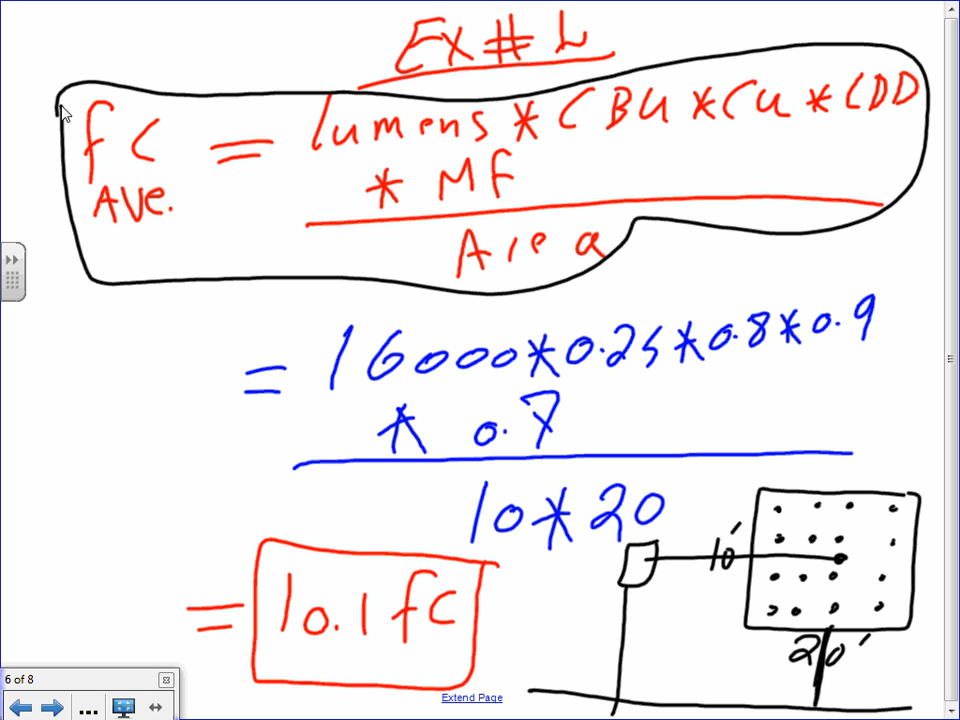 Ex # L
fc = lumens * CBU * CU * LDD
AVe. * MF
Area
= 16000 * 0.25 * 0.8 * 0.9
* 0.7
10 * 20
10'
= 10.1 fc
20'
6 of 8
...
Extend Page